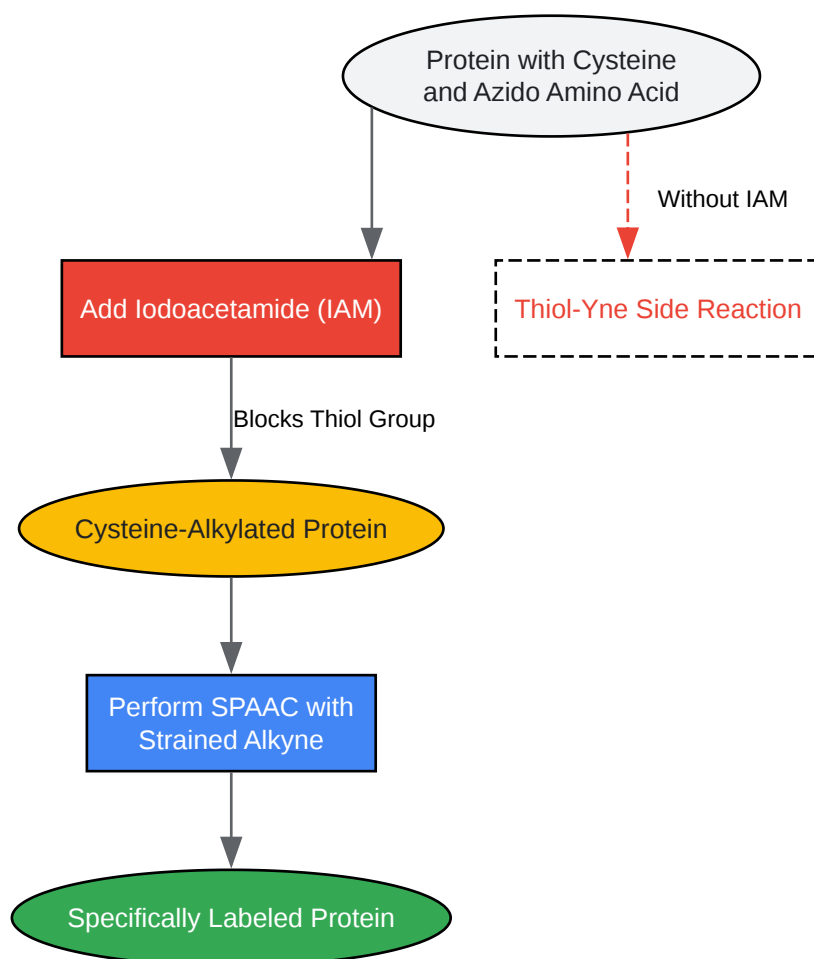 Protein with Cysteine
and Azido Amino Acid
Without IAM
Add Iodoacetamide (IAM)
Thiol-Yne Side Reaction
Blocks Thiol Group
Cysteine-Alkylated Protein
Perform SPAAC with
Strained Alkyne
Specifically Labeled Protein